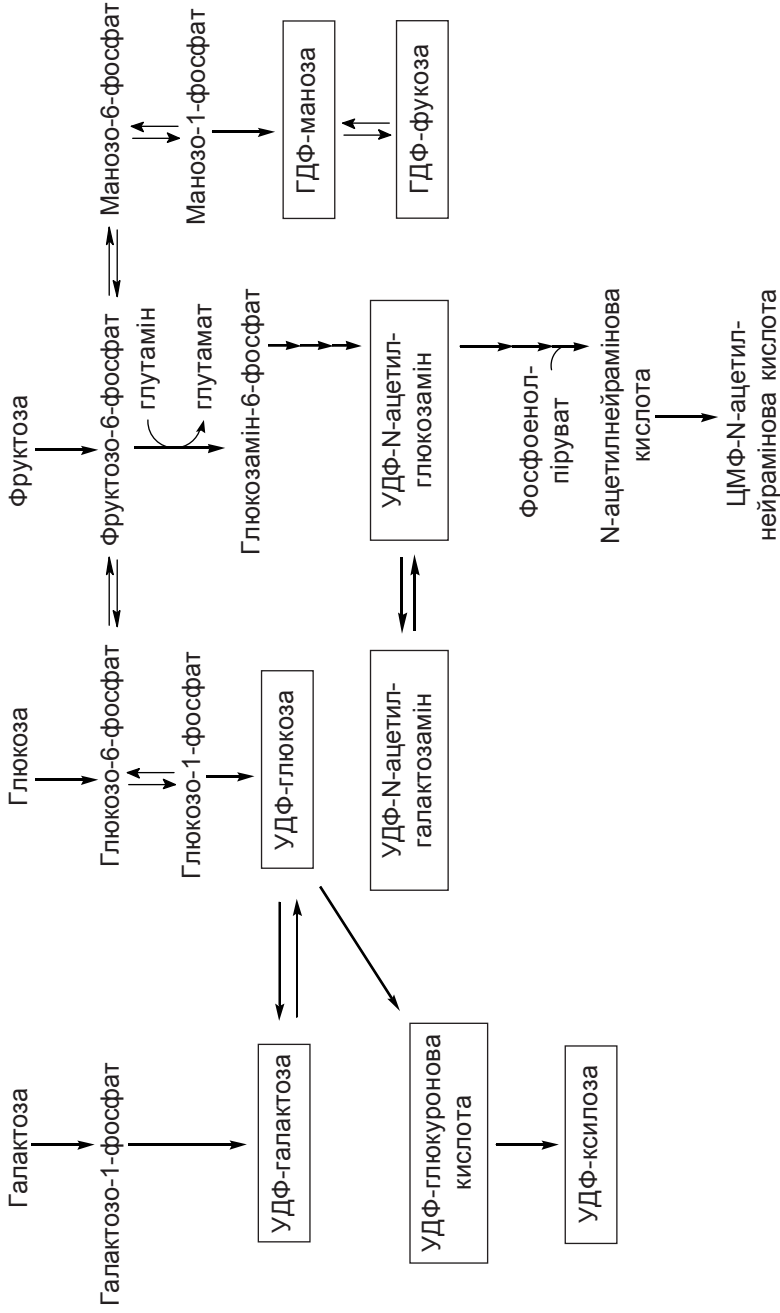 Галактоза
Глюкоза
Фруктоза
Галактозо-1-фосфат
Глюкозо-6-фосфат
Фруктозо-6-фосфат
Манозо-6-фосфат
глутамін
глутамат
Глюкозо-1-фосфат
Манозо-1-фосфат
Глюкозамін-6-фосфат
УДФ-галактоза
УДФ-глюкоза
ГДФ-маноза
УДФ-N-ацетил-
галактозамін
УДФ-N-ацетил-
глюкозамін
ГДФ-фукоза
УДФ-глюкуронова
кислота
Фосфоенол-
піруват
УДФ-ксилоза
N-ацетилнейрамінова
кислота
ЦМФ-N-ацетил-
нейрамінова кислота